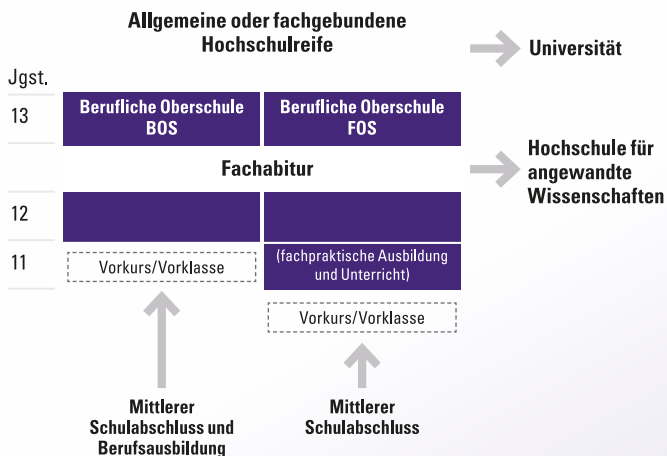 Allgemeine oder fachgebundene
Hochschulreife
Universität
Jgst.
13
Berufliche Oberschule
BOS
Berufliche Oberschule
FOS
Fachabitur
Hochschule für
angewandte
Wissenschaften
12
11
Vorkurs/Vorklasse
(fachpraktische Ausbildung
und Unterricht)
Vorkurs/Vorklasse
Mittlerer
Schulabschluss und
Berufsausbildung
Mittlerer
Schulabschluss